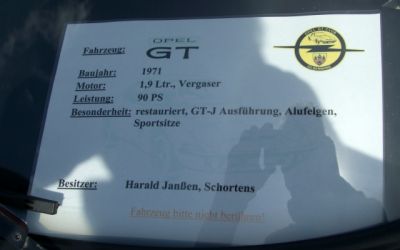 Fahrzeug: OPEL GT
Baujahr: 1971
Motor: 1,9 Ltr., Vergaser
Leistung: 90 PS
Besonderheit: restauriert, GT-J Ausführung, Alufelgen,
Sportsitze
Besitzer: Harald Janßen, Schortens
Fahrzeug bitte nicht berühren!